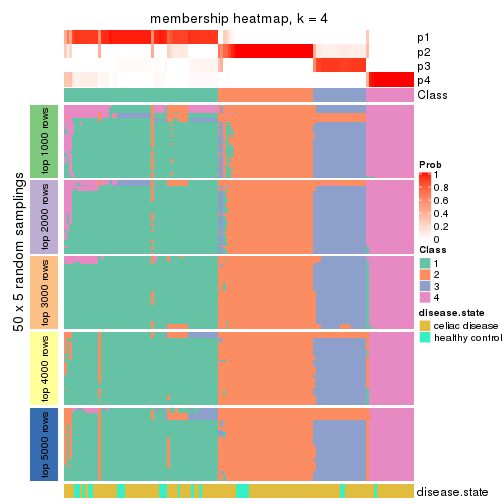 membership heatmap, k = 4
p1
p2
p3
p4
Class
50 x 5 random samplings
top 1000 rows
top 2000 rows
top 3000 rows
top 4000 rows
top 5000 rows
Prob
1
0.8
0.6
0.4
0.2
0
Class
1
2
3
4
disease.state
celiac disease
healthy control
disease.state